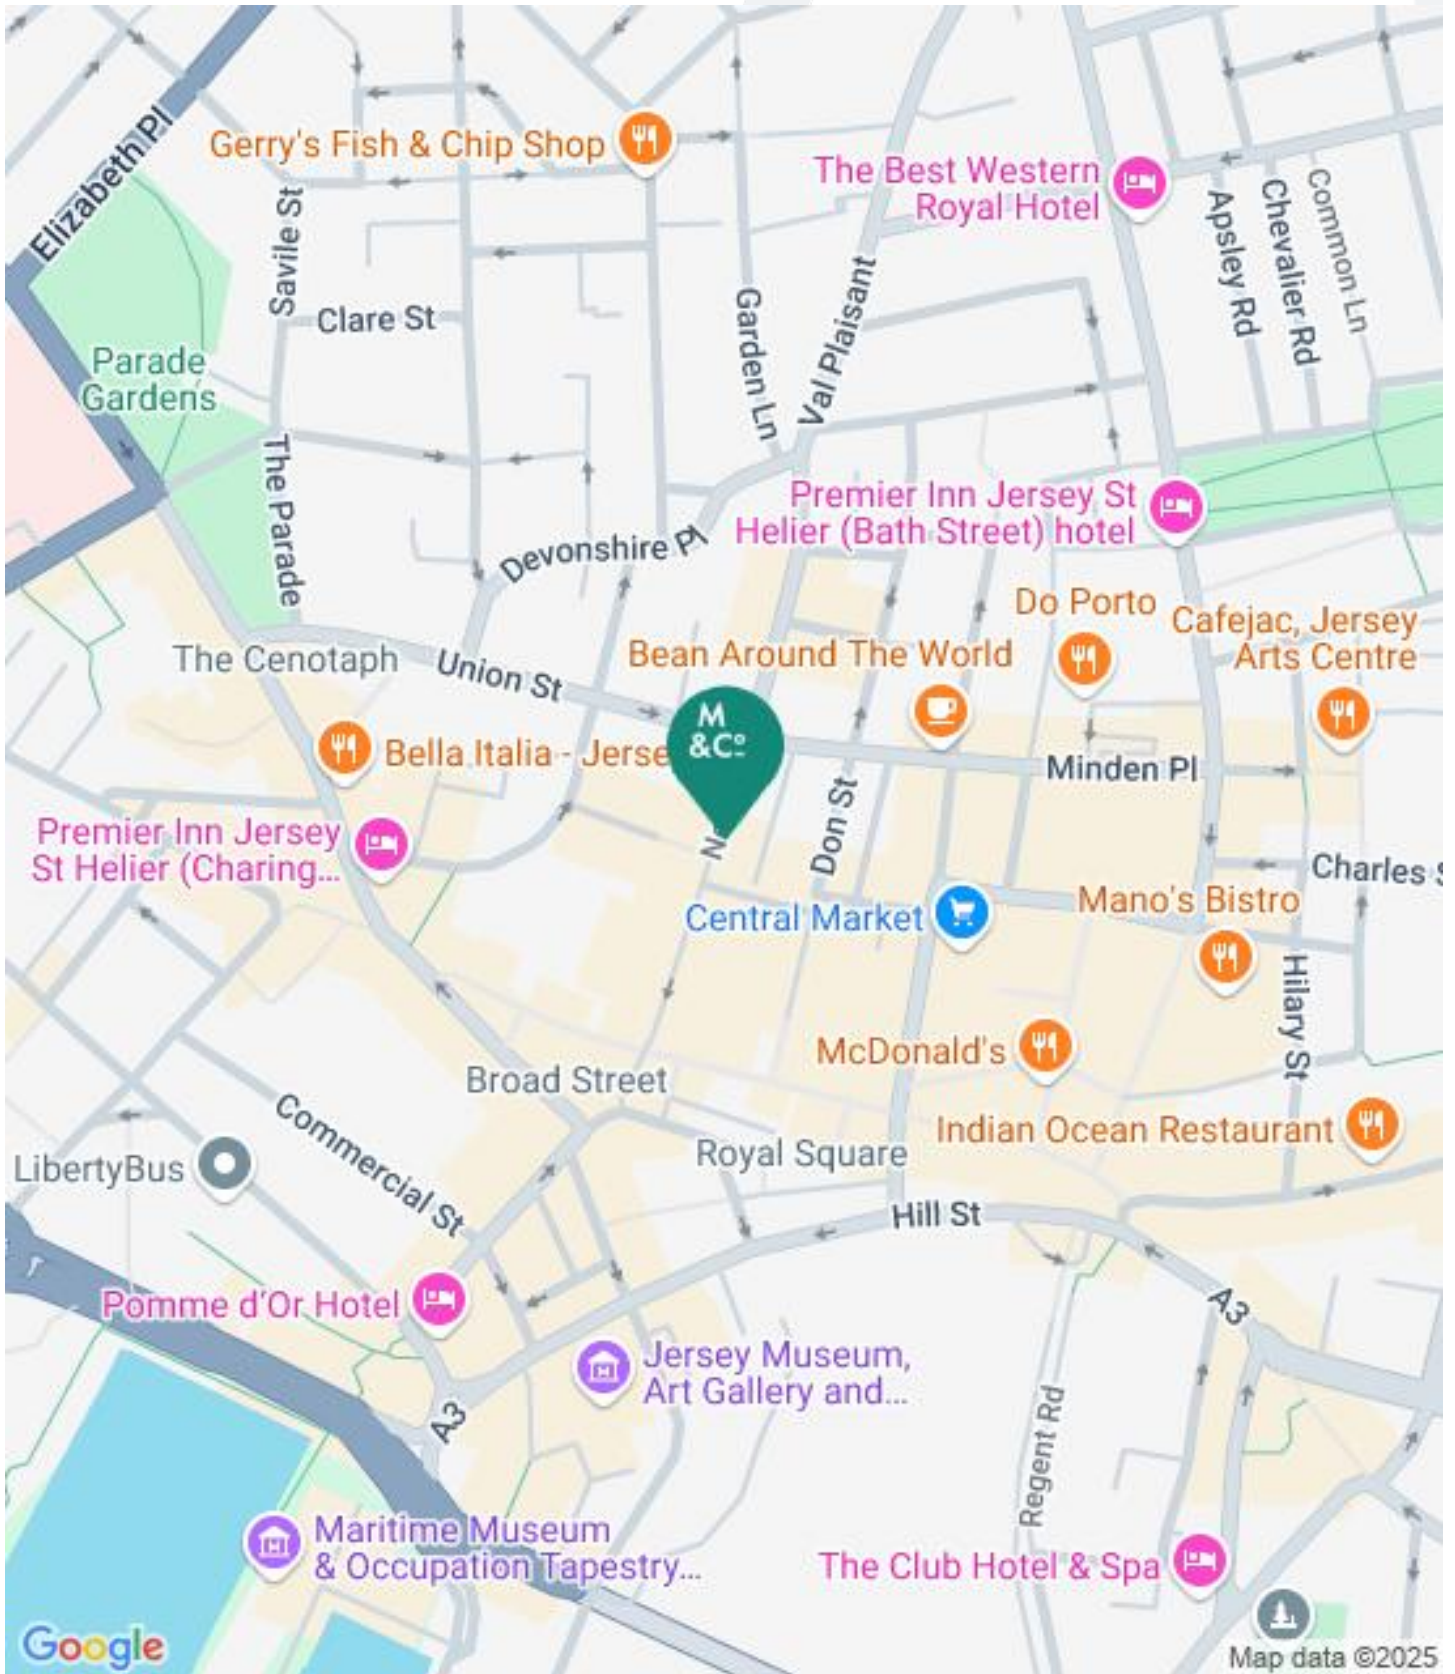 Elizabeth Pl
Gerry's Fish & Chip Shop
The Best Western
Royal Hotel
Savile St
Clare St
Apsley Rd
Chevalier Rd
Common Ln
Garden Ln
Val Plaisant
Parade
Gardens
The Parade
Premier Inn Jersey St
Helier (Bath Street) hotel
Devonshire Pl
Do Porto
Cafejac, Jersey
Arts Centre
The Cenotaph
Union St
Bean Around The World
M
&Co
Bella Italia - Jerse
Minden Pl
Don St
Premier Inn Jersey
St Helier (Charing...
N
Charles S
Central Market
Mano's Bistro
Hilary St
McDonald's
Broad Street
Commercial St
Indian Ocean Restaurant
Royal Square
LibertyBus
Hill St
Pomme d'Or Hotel
A3
Jersey Museum,
Art Gallery and...
A3
Regent Rd
Maritime Museum
& Occupation Tapestry...
The Club Hotel & Spa
Google
Map data ©2025